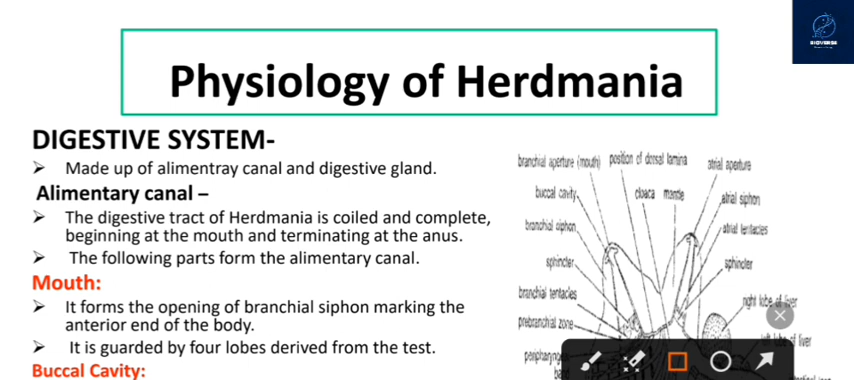 BIOVERSE
Physiology of Herdmania
DIGESTIVE SYSTEM-
➢ Made up of alimentray canal and digestive gland.
Alimentary canal –
➢ The digestive tract of Herdmania is coiled and complete,
beginning at the mouth and terminating at the anus.
➢ The following parts form the alimentary canal.
Mouth:
➢ It forms the opening of branchial siphon marking the
anterior end of the body.
➢ It is guarded by four lobes derived from the test.
Buccal Cavity:
branchial aperture (mouth) position of dorsal lamina atrial aperture
buccal cavity cloaca mantle atrial siphon
branchial siphon atrial tentacles
sphincter sphincter
branchial tentacles right lobe of liver
prebranchial zone
lobe of liver